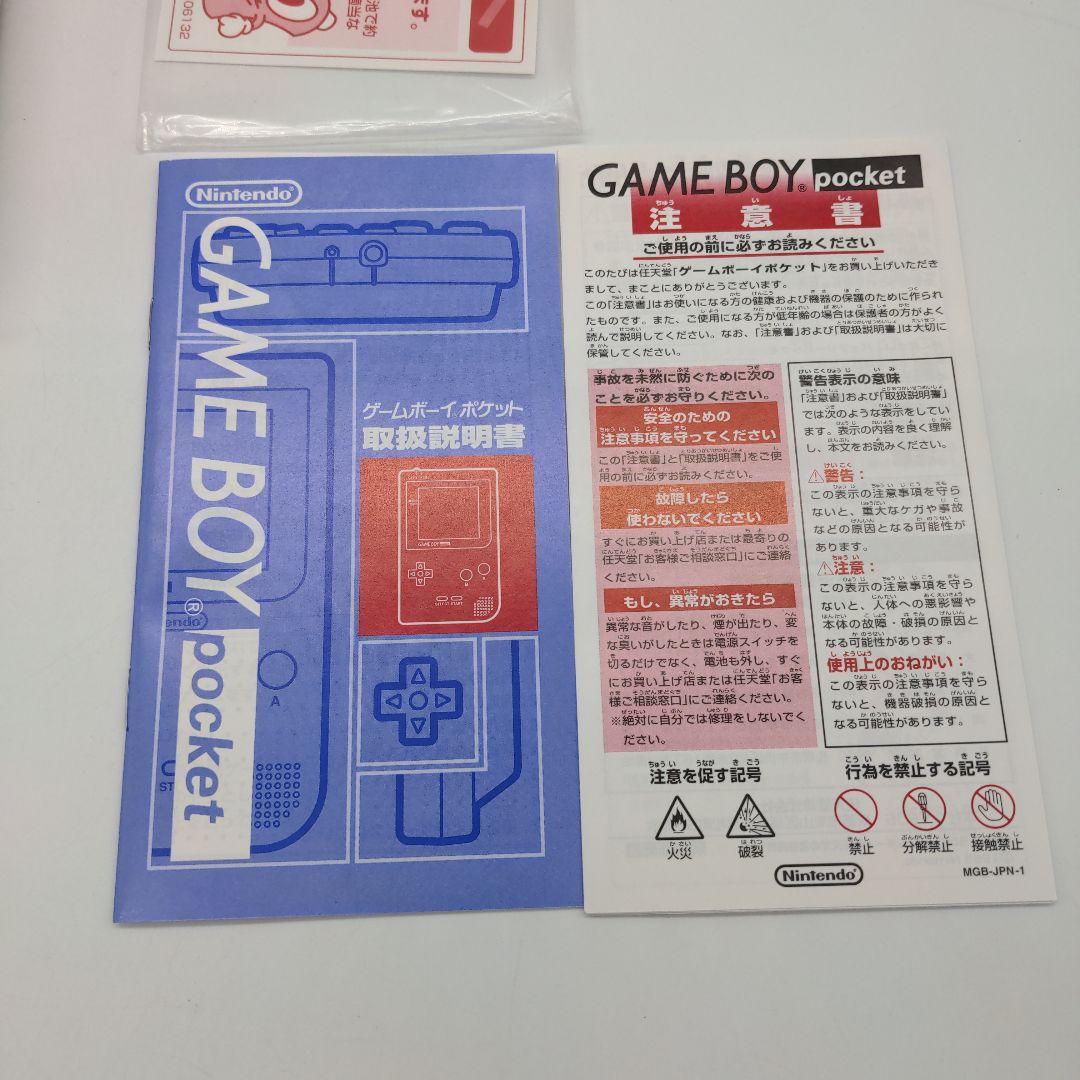 06132
ます。
池で約
適当な
Nintendo
GAME BOY® pocket
ゲームボーイ ポケット
取扱説明書
GAME BOY pocket
SELECT START
A
B
A
Nintendo
ST
GAME BOY® pocket
注意書
ご使用の前に必ずお読みください
このたびは任天堂「ゲームボーイポケット」をお買い上げいただき
まして、まことにありがとうございます。
この「注意書」はお使いになる方の健康および機器の保護のために作られ
たものです。また、ご使用になる方が低年齢の場合は保護者の方がよく
読んで説明してください。なお、「注意書」および「取扱説明書」は大切に
保管してください。
事故を未然に防ぐために次の
ことを必ずお守りください。
安全のための
注意事項を守ってください
この「注意書」と「取扱説明書」をご使
用の前に必ずお読みください。
故障したら
使わないでください
すぐにお買い上げ店または最寄りの
任天堂「お客様ご相談窓口」にご連絡
ください。
もし、異常がおきたら
異常な音がしたり、煙が出たり、変
な臭いがしたときは電源スイッチを
切るだけでなく、電池も外し、すぐ
にお買い上げ店または任天堂「お客
様ご相談窓口」にご連絡ください。
※絶対に自分では修理をしないでく
ださい。
警告表示の意味
「注意書」および「取扱説明書」
では次のような表示をしてい
ます。表示の内容を良く理解
し、本文をお読みください。
警告：
この表示の注意事項を守ら
ないと、重大なケガや事故
などの原因となる可能性が
あります。
注意：
この表示の注意事項を守ら
ないと、人体への悪影響や
本体の故障・破損の原因と
なる可能性があります。
使用上のおねがい：
この表示の注意事項を守ら
ないと、機器破損の原因と
なる可能性があります。
注意を促す記号
行為を禁止する記号
火災
破裂
禁止
分解禁止
接触禁止
Nintendo
MGB-JPN-1